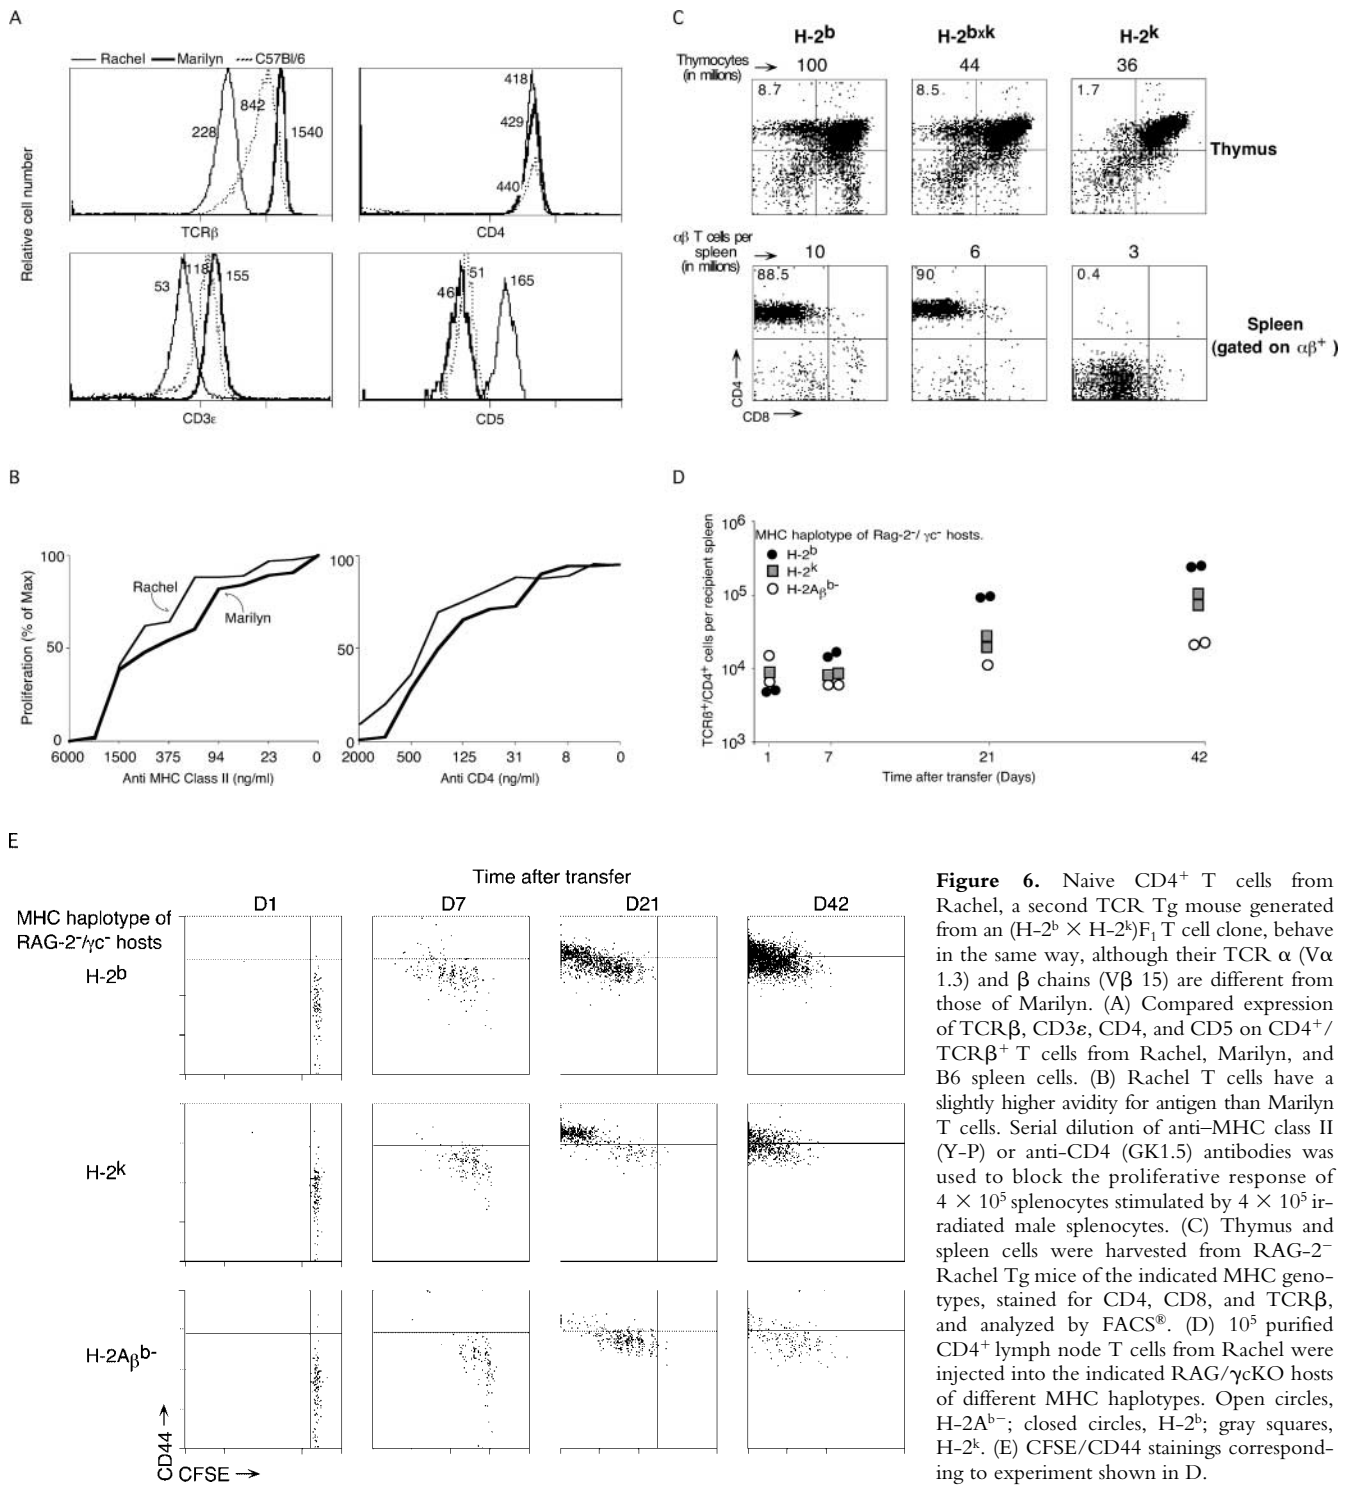 A
Rachel Marilyn C57Bl/6
Relative cell number
228
842
1540
TCRβ
418
429
440
CD4
53
118
155
CD3ε
46
51
165
CD5
C
H-2b H-2bxk H-2k
Thymocytes
(in milions)
100 44 36
8.7 8.5 1.7
Thymus
αβ T cells per
spleen
(in millions)
10 6 3
88.5 90 0.4
Spleen
(gated on αβ+ )
CD4
CD8
B
Proliferation (% of Max)
100
50
0
Rachel
Marilyn
6000 1500 375 94 23 0
Anti MHC Class II (ng/ml)
100
50
0
2000 500 125 31 8 0
Anti CD4 (ng/ml)
D
TCRß+/CD4+ cells per recipient spleen
106
105
104
103
MHC haplotype of Rag-2-/ γc- hosts.
H-2b
H-2k
H-2Aβb-
1 7 21 42
Time after transfer (Days)
E
Time after transfer
MHC haplotype of
RAG-2-/γc- hosts
D1 D7 D21 D42
H-2b
H-2k
H-2Aβb-
CD44
CFSE
Figure 6. Naive CD4+ T cells from
Rachel, a second TCR Tg mouse generated
from an (H-2b × H-2k)F1 T cell clone, behave
in the same way, although their TCR α (Vα
1.3) and β chains (Vβ 15) are different from
those of Marilyn. (A) Compared expression
of TCRβ, CD3ε, CD4, and CD5 on CD4+/
TCRβ+ T cells from Rachel, Marilyn, and
B6 spleen cells. (B) Rachel T cells have a
slightly higher avidity for antigen than Marilyn
T cells. Serial dilution of anti–MHC class II
(Y-P) or anti-CD4 (GK1.5) antibodies was
used to block the proliferative response of
4 × 105 splenocytes stimulated by 4 × 105 ir-
radiated male splenocytes. (C) Thymus and
spleen cells were harvested from RAG-2−
Rachel Tg mice of the indicated MHC geno-
types, stained for CD4, CD8, and TCRβ,
and analyzed by FACS®. (D) 105 purified
CD4+ lymph node T cells from Rachel were
injected into the indicated RAG/γcKO hosts
of different MHC haplotypes. Open circles,
H-2Ab−; closed circles, H-2b; gray squares,
H-2k. (E) CFSE/CD44 stainings correspond-
ing to experiment shown in D.